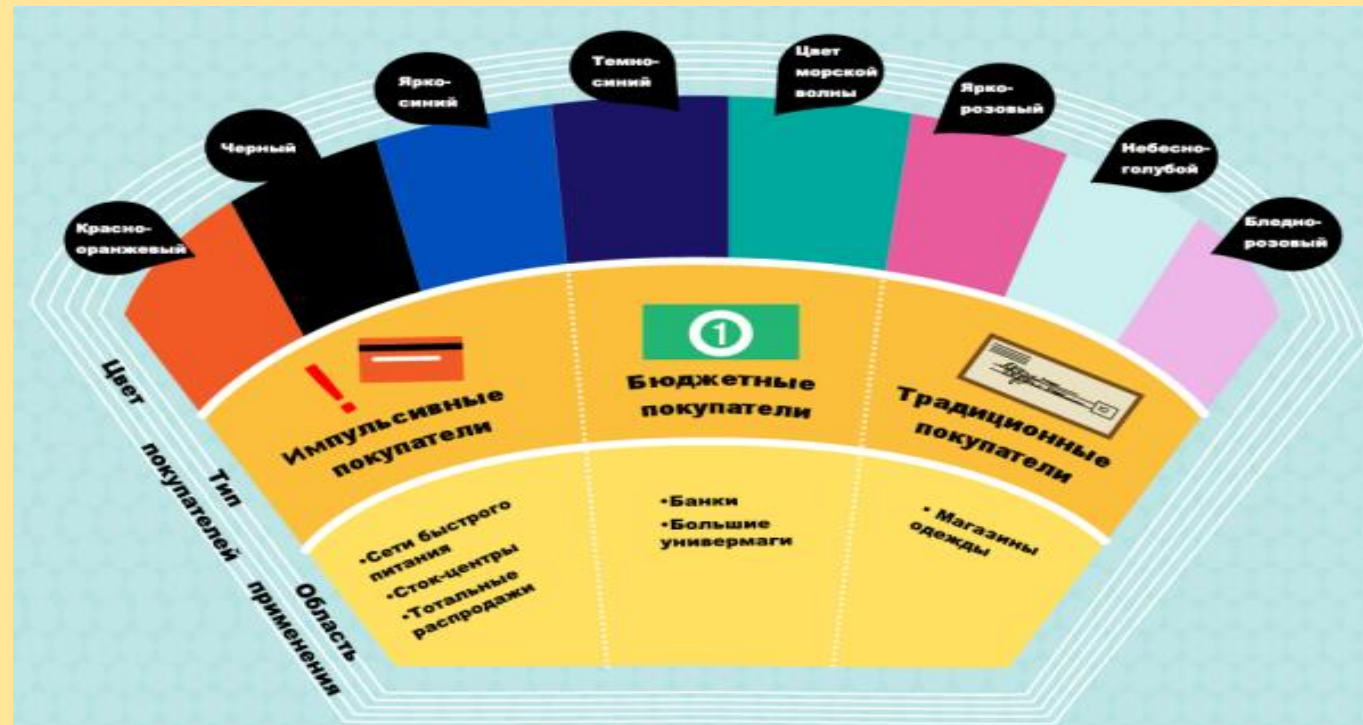 Красно-
оранжевый
Черный
Ярко-
синий
Темно-
синий
Цвет
морской
волны
Ярко-
розовый
Небесно-
голубой
Бледно-
розовый
Цвет
Тип
покупателей
Область
применения
!
Импульсивные
покупатели
1
Бюджетные
покупатели
Традиционные
покупатели
•Сети быстрого
питания
•Сток-центры
•Тотальные
распродажи
•Банки
•Большие
универмаги
• Магазины
одежды